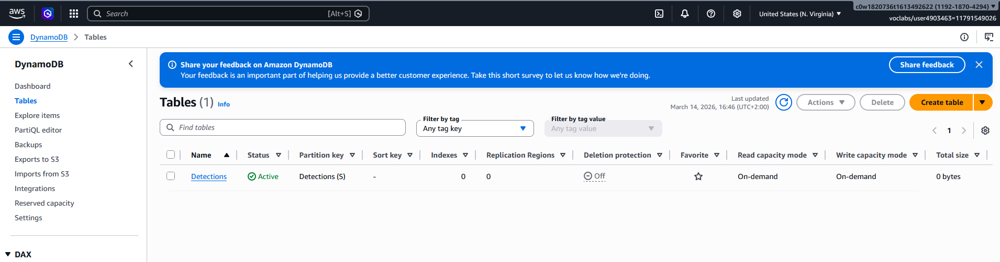 aws
Search [Alt+S]
United States (N. Virginia)
c0w1820736t1613492622 (1192-1870-4294)
voclabs/user4903463=11791549026
DynamoDB Tables
DynamoDB
Dashboard
Tables
Explore items
PartiQL editor
Backups
Exports to S3
Imports from S3
Integrations
Reserved capacity
Settings
DAX
Share your feedback on Amazon DynamoDB
Your feedback is an important part of helping us provide a better customer experience. Take this short survey to let us know how we're doing.
Share feedback
Tables (1) Info
Last updated
March 14, 2026, 16:46 (UTC+2:00)
Actions
Delete
Create table
Find tables
Filter by tag
Any tag key
Filter by tag value
Any tag value
1
Name Status Partition key Sort key Indexes Replication Regions Deletion protection Favorite Read capacity mode Write capacity mode Total size
Detections Active Detections (S) - 0 0 Off On-demand On-demand 0 bytes